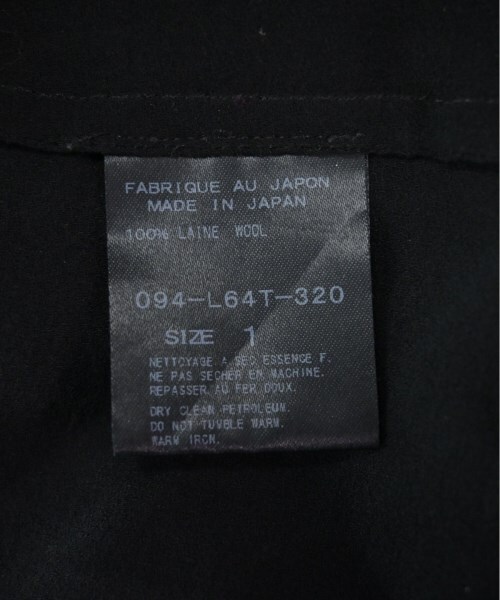 FABRIQUE AU JAPON
MADE IN JAPAN
100% LAINE WOOL
094-L64T-320
SIZE 1
NETTOYAGE A SEC ESSENCE F.
NE PAS SECHER EN MACHINE.
REPASSER AU FER DOUX.
DRY CLEAN PETROLEUM.
DO NOT TUMBLE WARM.
WARM IRON.